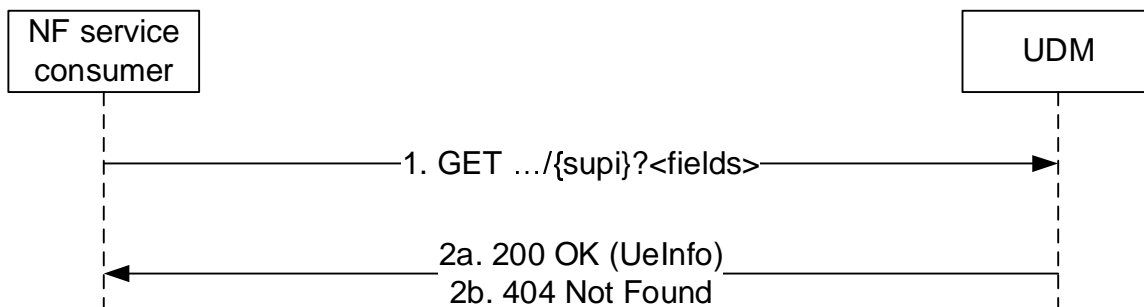 NF service
consumer
UDM
1. GET …/{supi}?<fields>
2a. 200 OK (UeInfo)
2b. 404 Not Found